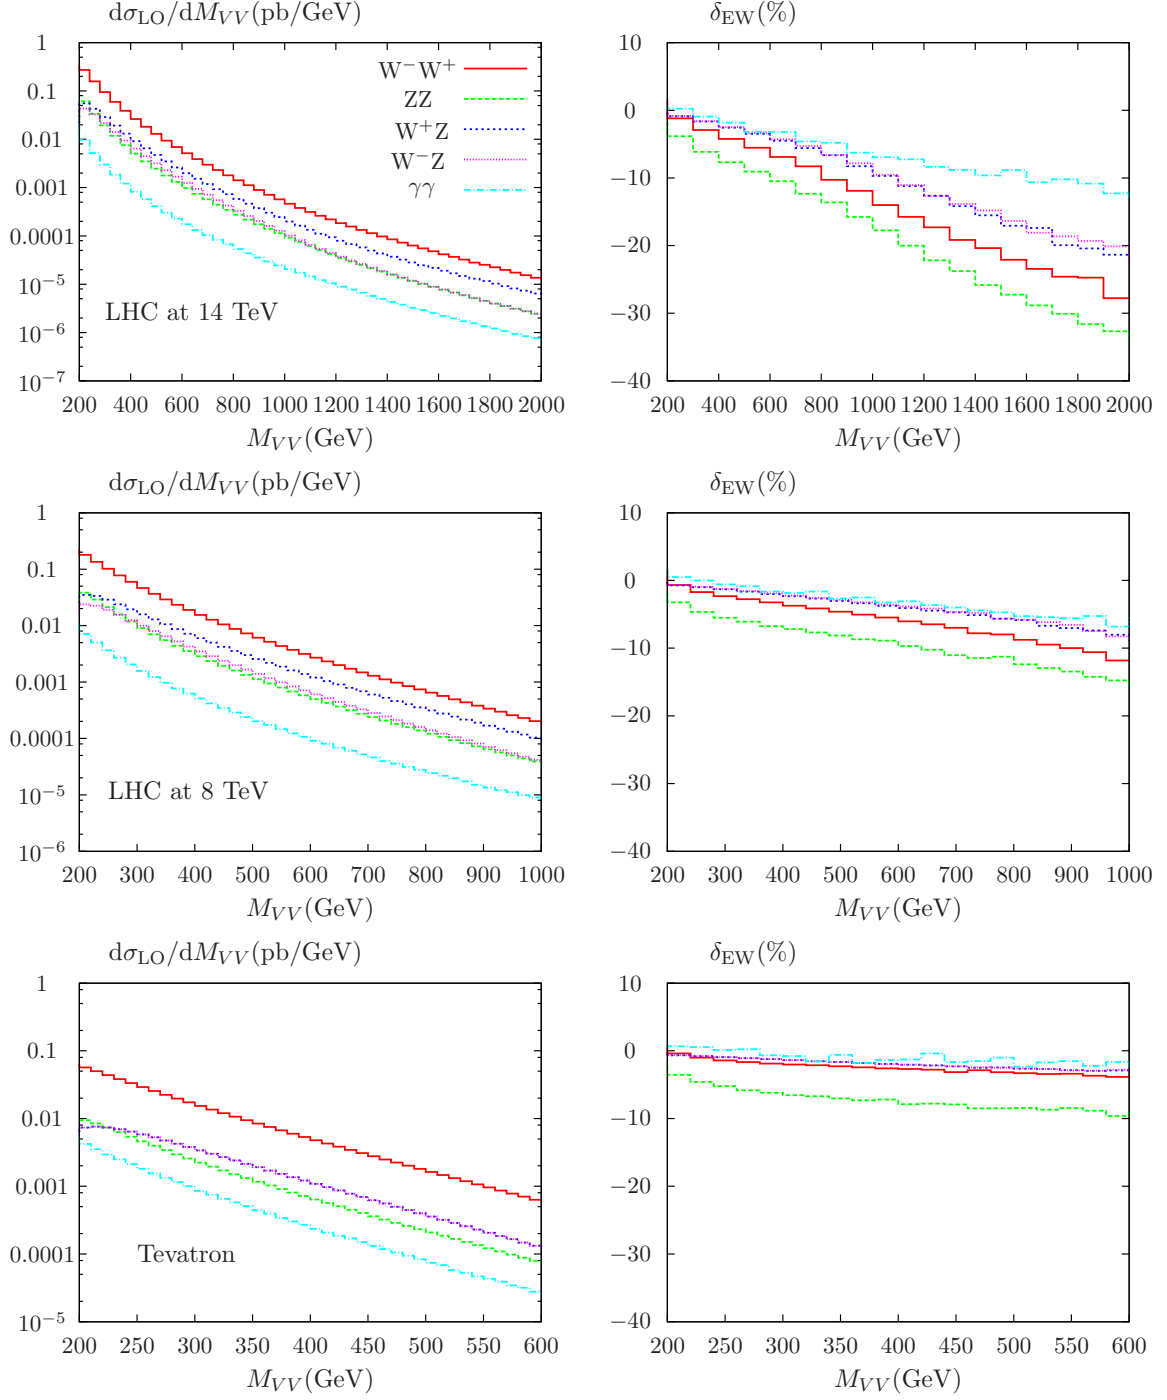 dσLO/dMVV(pb/GeV)
δEW(%)
1
0.1
0.01
0.001
0.0001
10−5
10−6
10−7
W−W+
ZZ
W+Z
W−Z
γγ
LHC at 14 TeV
200 400 600 800 1000 1200 1400 1600 1800 2000
MVV(GeV)
10
0
−10
−20
−30
−40
200 400 600 800 1000 1200 1400 1600 1800 2000
MVV(GeV)
dσLO/dMVV(pb/GeV)
δEW(%)
1
0.1
0.01
0.001
0.0001
10−5
10−6
LHC at 8 TeV
200 300 400 500 600 700 800 900 1000
MVV(GeV)
10
0
−10
−20
−30
−40
200 300 400 500 600 700 800 900 1000
MVV(GeV)
dσLO/dMVV(pb/GeV)
δEW(%)
1
0.1
0.01
0.001
0.0001
10−5
Tevatron
200 250 300 350 400 450 500 550 600
MVV(GeV)
10
0
−10
−20
−30
−40
200 250 300 350 400 450 500 550 600
MVV(GeV)